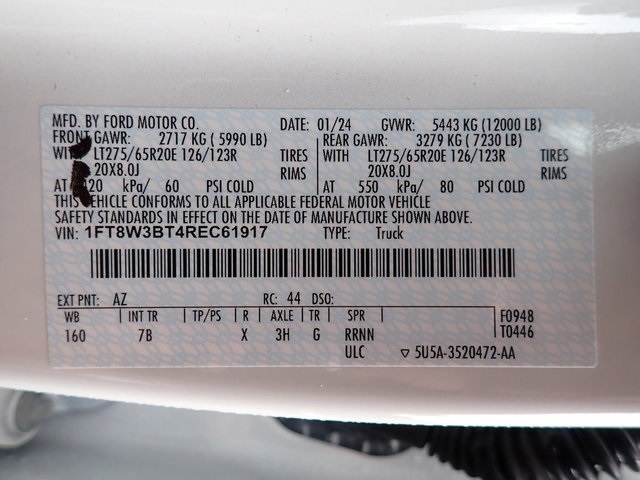 MFD. BY FORD MOTOR CO. DATE: 01/24 GVWR: 5443 KG (12000 LB)
FRONT GAWR: 2717 KG ( 5990 LB) REAR GAWR: 3279 KG ( 7230 LB)
WITH LT275/65R20E 126/123R TIRES WITH LT275/65R20E 126/123R TIRES
20X8.0J RIMS 20X8.0J RIMS
AT kPa/ 60 PSI COLD AT 550 kPa/ 80 PSI COLD
THIS VEHICLE CONFORMS TO ALL APPLICABLE FEDERAL MOTOR VEHICLE
SAFETY STANDARDS IN EFFECT ON THE DATE OF MANUFACTURE SHOWN ABOVE.
VIN: 1FT8W3BT4REC61917 TYPE: Truck
EXT PNT: AZ RC: 44 DSO:
WB INT TR TP/PS R AXLE TR SPR F0948
160 7B X 3H G RRNN T0446
ULC ▽ 5U5A-3520472-AA